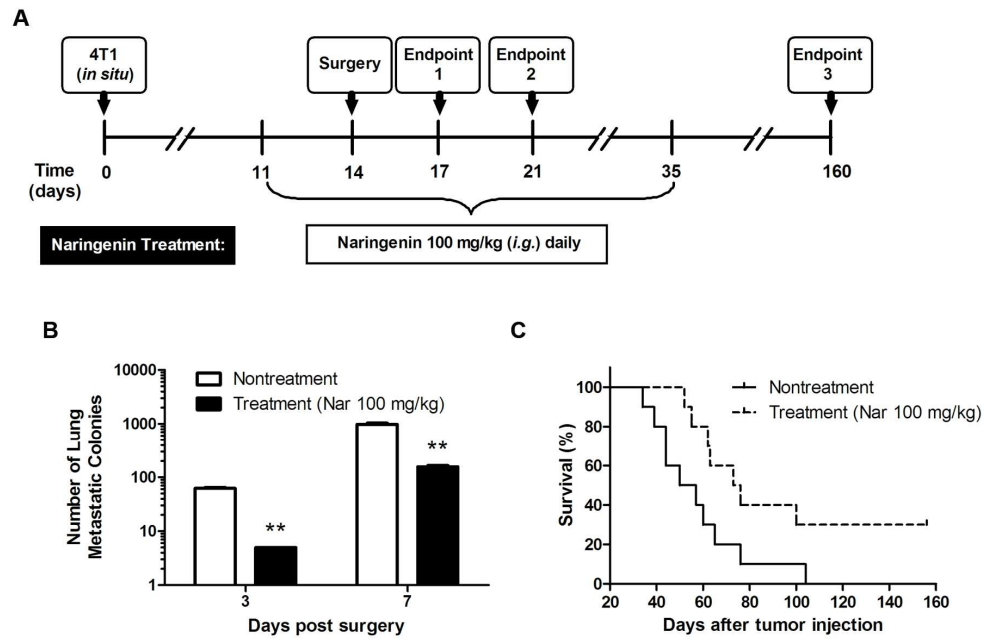 A
4T1
(in situ)
Surgery
Endpoint
1
Endpoint
2
Endpoint
3
Time
(days)
0
11
14
17
21
35
160
Naringenin Treatment:
Naringenin 100 mg/kg (i.g.) daily
B
Number of Lung
Metastatic Colonies
10000
1000
100
10
1
Nontreatment
Treatment (Nar 100 mg/kg)
**
**
3
7
Days post surgery
C
Survival (%)
100
80
60
40
20
0
Nontreatment
Treatment (Nar 100 mg/kg)
20
40
60
80
100
120
140
160
Days after tumor injection